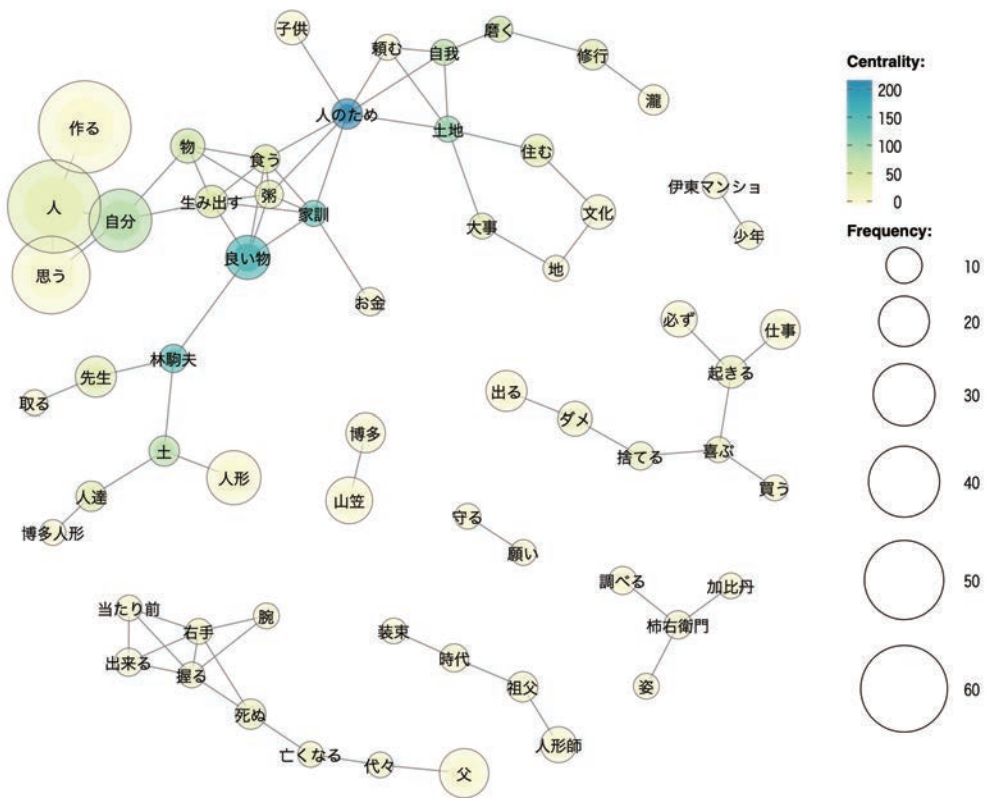 子供
頼む
自我
磨く
修行
瀧
人のため
土地
作る
物
食う
住む
人
自分
生み出す
粥
家訓
大事
文化
伊東マンショ
少年
思う
良い物
地
お金
必ず
仕事
林駒夫
先生
取る
起きる
出る
ダメ
捨てる
喜ぶ
買う
土
人形
博多
山笠
人達
博多人形
守る
願い
当たり前
右手
腕
出来る
握る
死ぬ
亡くなる
代々
父
装束
時代
祖父
人形師
調べる
加比丹
柿右衛門
姿
Centrality:
200
150
100
50
0
Frequency:
10
20
30
40
50
60